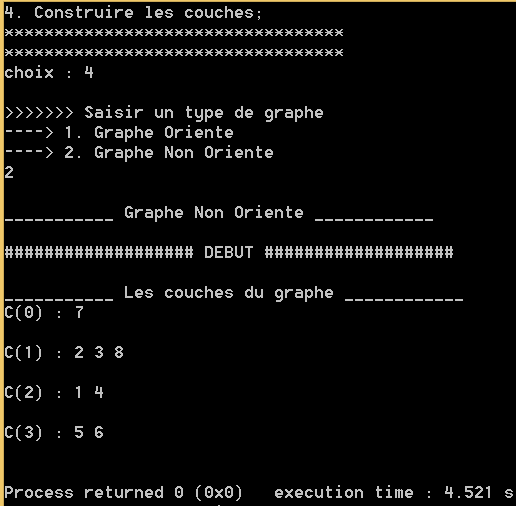 4. Construire les couches;
**********************************
**********************************
choix : 4
>>>>>>> Saisir un type de graphe
----> 1. Graphe Oriente
----> 2. Graphe Non Oriente
2
___________ Graphe Non Oriente ____________
################### DEBUT ###################
___________ Les couches du graphe ____________
C(0) : 7
C(1) : 2 3 8
C(2) : 1 4
C(3) : 5 6
Process returned 0 (0x0)   execution time : 4.521 s